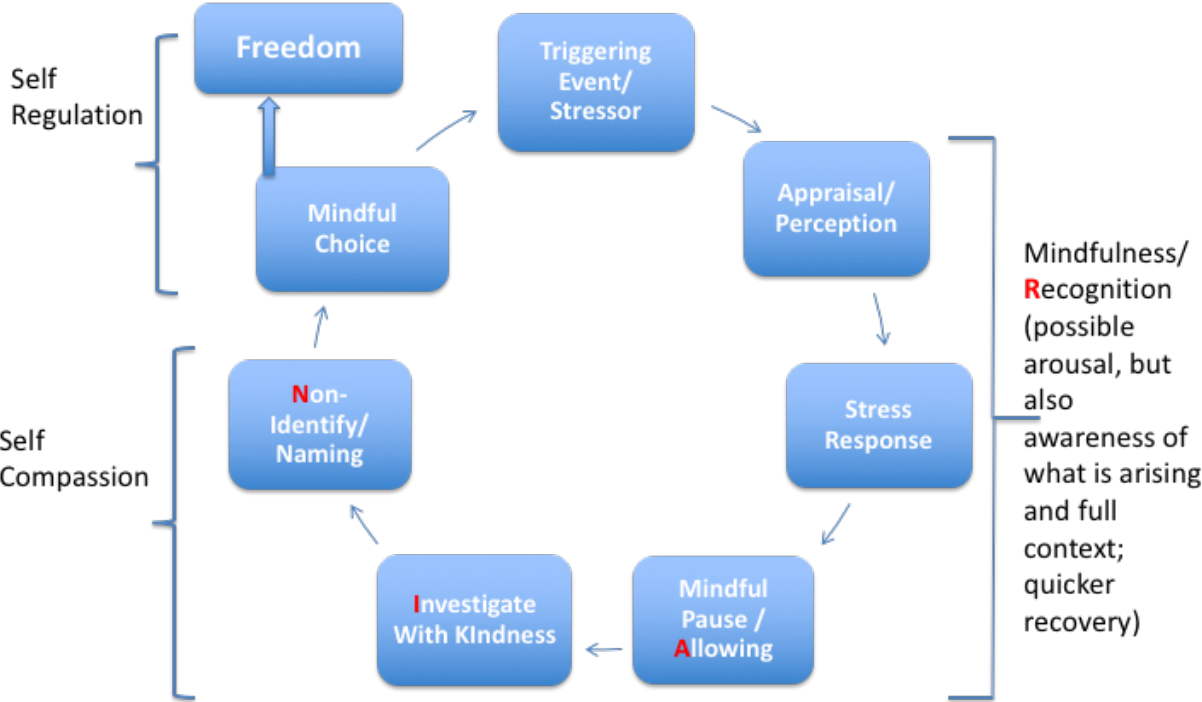 Self
Regulation
Freedom
Triggering
Event/
Stressor
Appraisal/
Perception
Mindful
Choice
Mindfulness/
Recognition
(possible
arousal, but
also
awareness of
what is arising
and full
context;
quicker
recovery)
Stress
Response
Non-
Identify/
Naming
Self
Compassion
Investigate
With KIndness
Mindful
Pause /
Allowing